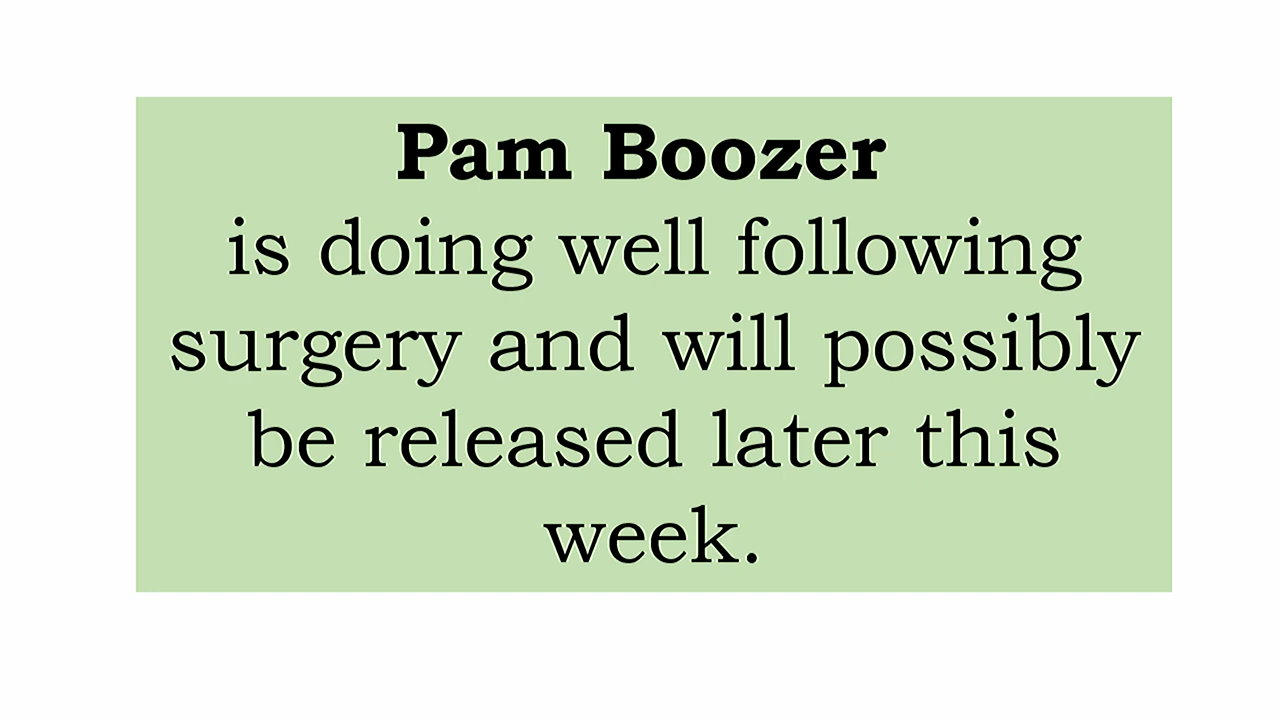 Pam Boozer
is doing well following
surgery and will possibly
be released later this
week.